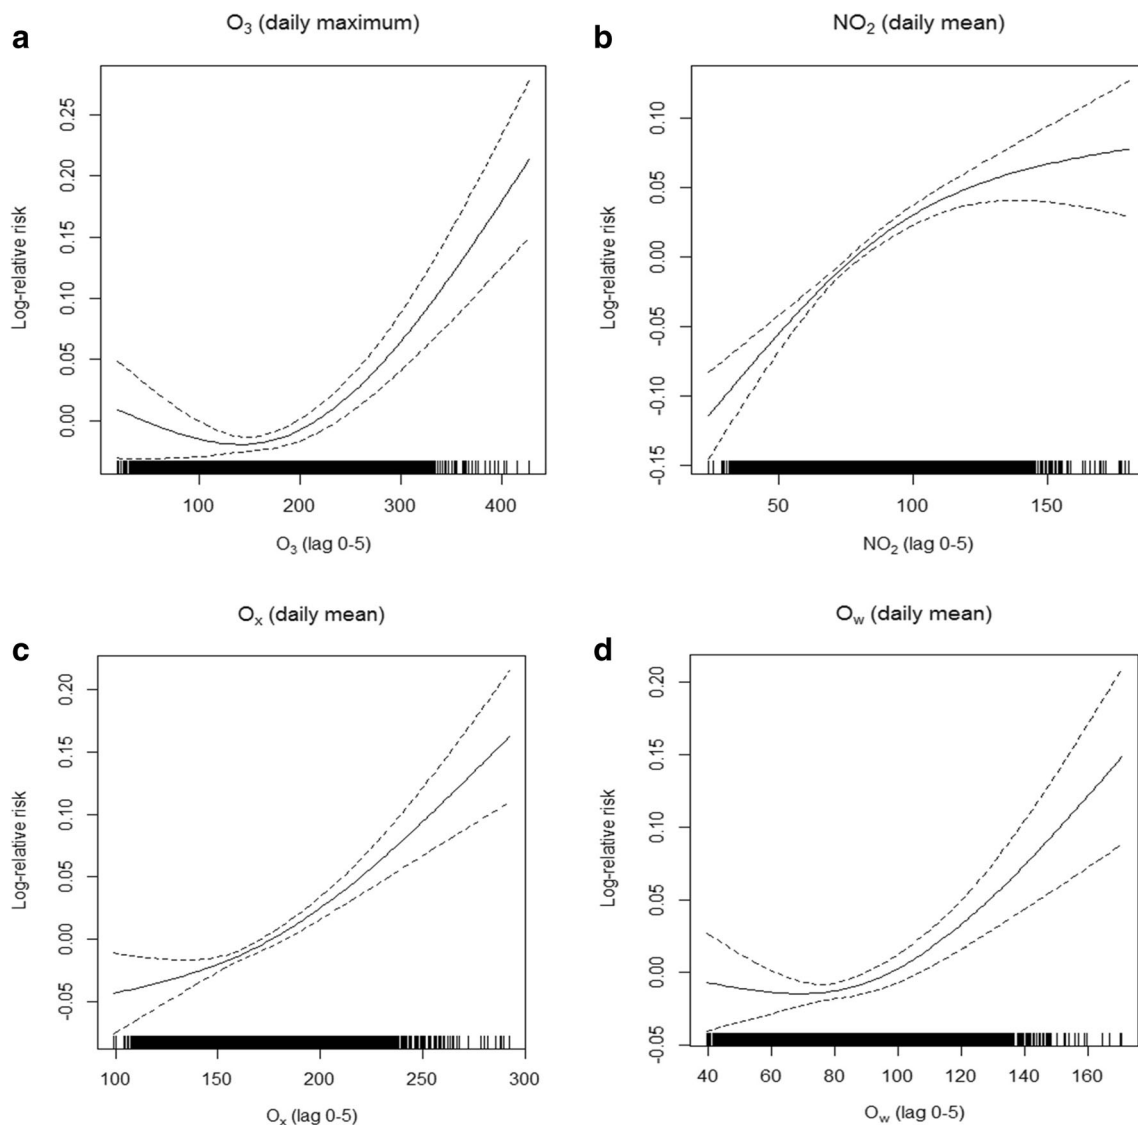 a
O₃ (daily maximum)
Log-relative risk
0.25
0.20
0.15
0.10
0.05
0.00
100 200 300 400
O₃ (lag 0-5)
b
NO₂ (daily mean)
Log-relative risk
0.10
0.05
0.00
-0.05
-0.10
-0.15
50 100 150
NO₂ (lag 0-5)
c
Oₓ (daily mean)
Log-relative risk
0.20
0.15
0.10
0.05
0.00
-0.05
100 150 200 250 300
Oₓ (lag 0-5)
d
O_w (daily mean)
Log-relative risk
0.20
0.15
0.10
0.05
0.00
-0.05
40 60 80 100 120 140 160
O_w (lag 0-5)